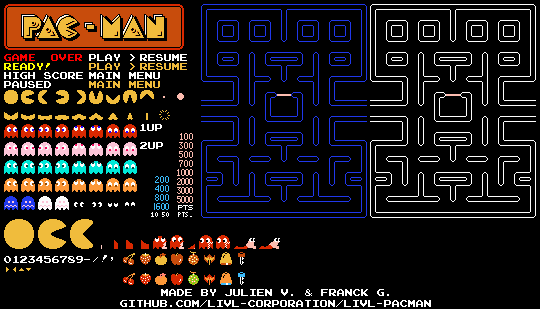 PAC-MAN
GAME OVER PLAY > RESUME
READY! PLAY > RESUME
HIGH SCORE MAIN MENU
PAUSED MAIN MENU
1UP
2UP
100
300
500
700
1000
200 2000
400 3000
800 5000
1600 PTS
10 50 PTS.
0123456789-/"!
MADE BY JULIEN V. & FRANCK G.
GITHUB.COM/LIVL-CORPORATION/LIVL-PACMAN